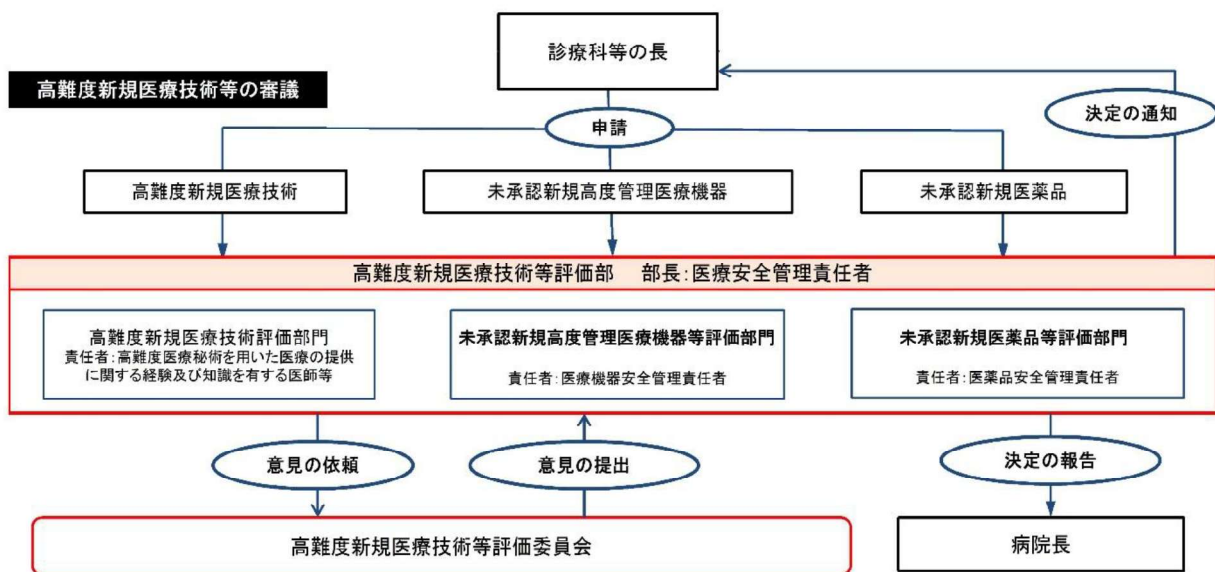 診療科等の長
高難度新規医療技術等の審議
決定の通知
申請
高難度新規医療技術
未承認新規高度管理医療機器
未承認新規医薬品
高難度新規医療技術等評価部　部長：医療安全管理責任者
高難度新規医療技術評価部門
責任者：高難度医療秘術を用いた医療の提供
に関する経験及び知識を有する医師等
未承認新規高度管理医療機器等評価部門
責任者：医療機器安全管理責任者
未承認新規医薬品等評価部門
責任者：医薬品安全管理責任者
意見の依頼
意見の提出
決定の報告
高難度新規医療技術等評価委員会
病院長